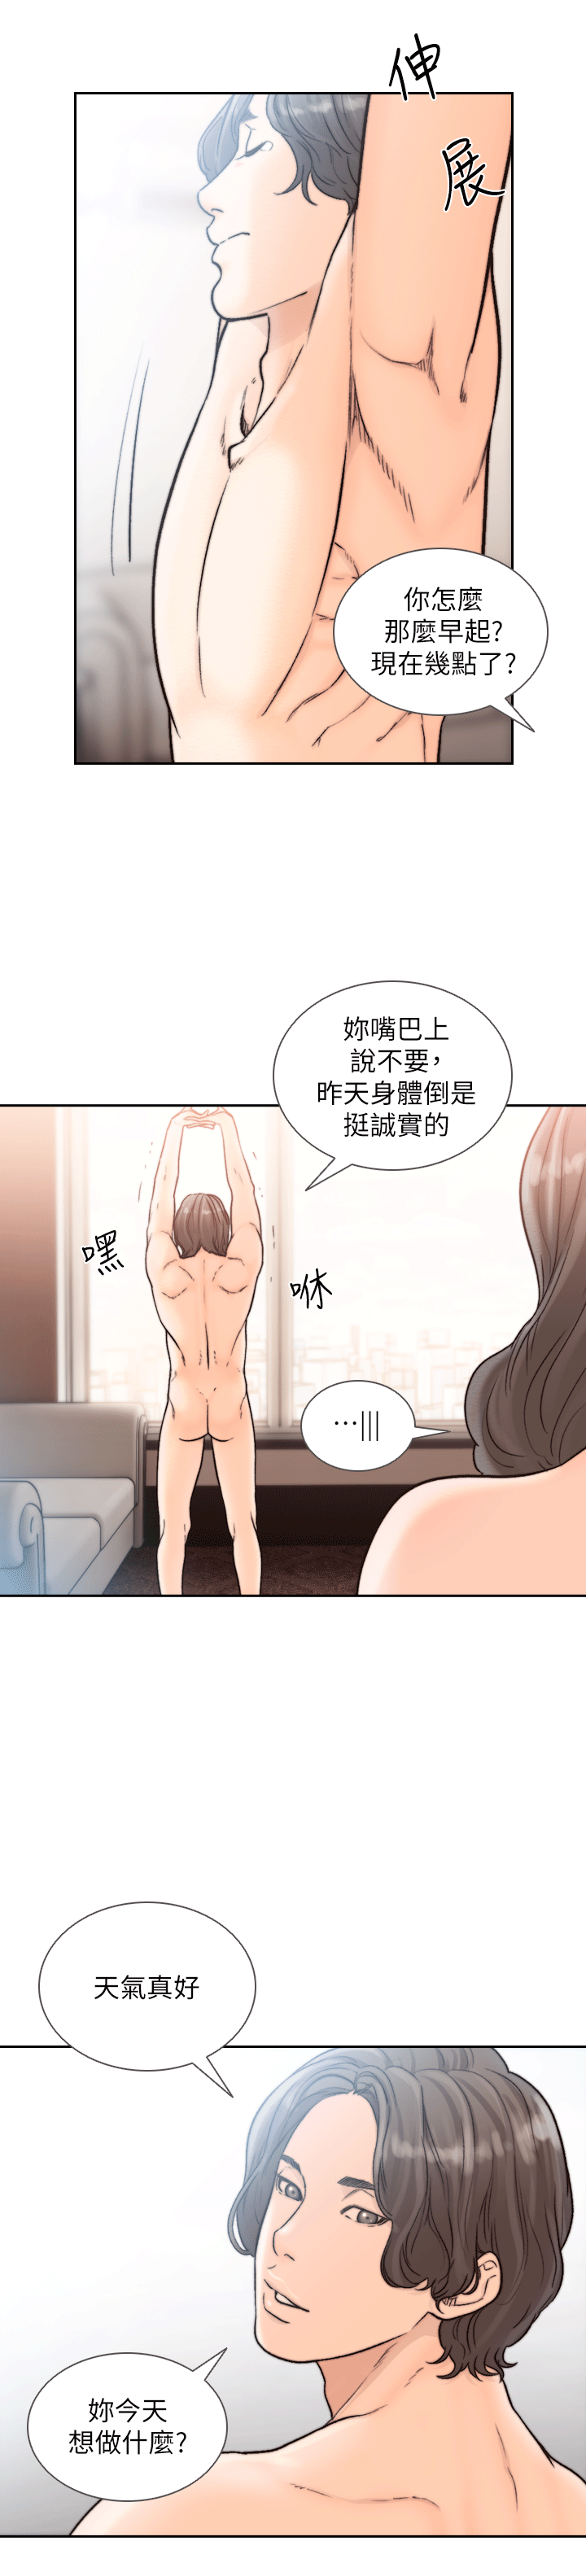 伸
展
你怎麼
那麼早起?
現在幾點了?
妳嘴巴上
說不要,
昨天身體倒是
挺誠實的
嘿
咻
…|||
天氣真好
妳今天
想做什麼?